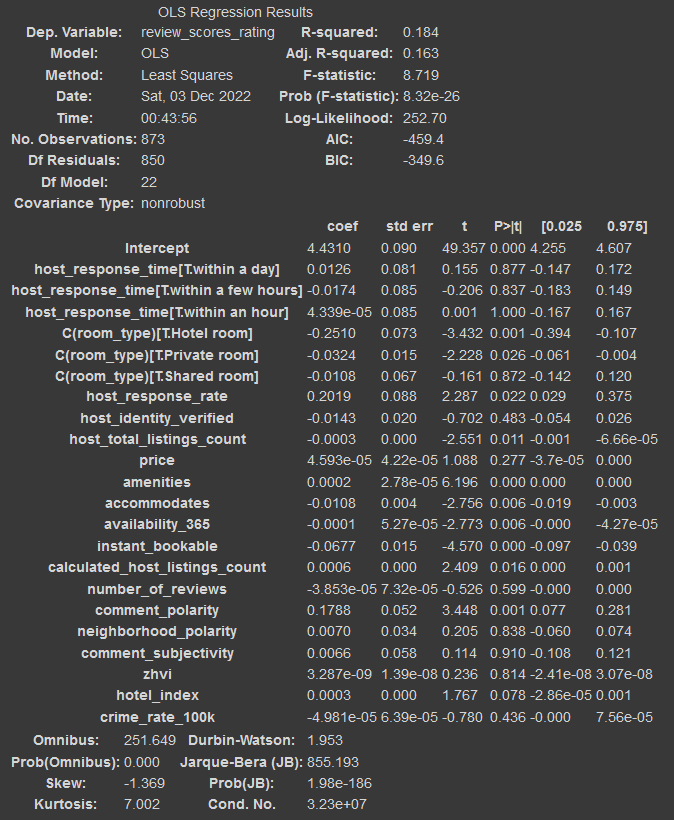 OLS Regression Results
Dep. Variable: review_scores_rating R-squared: 0.184
Model: OLS Adj. R-squared: 0.163
Method: Least Squares F-statistic: 8.719
Date: Sat, 03 Dec 2022 Prob (F-statistic): 8.32e-26
Time: 00:43:56 Log-Likelihood: 252.70
No. Observations: 873 AIC: -459.4
Df Residuals: 850 BIC: -349.6
Df Model: 22
Covariance Type: nonrobust
coef std err t P>|t| [0.025 0.975]
Intercept 4.4310 0.090 49.357 0.000 4.255 4.607
host_response_time[T.within a day] 0.0126 0.081 0.155 0.877 -0.147 0.172
host_response_time[T.within a few hours] -0.0174 0.085 -0.206 0.837 -0.183 0.149
host_response_time[T.within an hour] 4.339e-05 0.085 0.001 1.000 -0.167 0.167
C(room_type)[T.Hotel room] -0.2510 0.073 -3.432 0.001 -0.394 -0.107
C(room_type)[T.Private room] -0.0324 0.015 -2.228 0.026 -0.061 -0.004
C(room_type)[T.Shared room] -0.0108 0.067 -0.161 0.872 -0.142 0.120
host_response_rate 0.2019 0.088 2.287 0.022 0.029 0.375
host_identity_verified -0.0143 0.020 -0.702 0.483 -0.054 0.026
host_total_listings_count -0.0003 0.000 -2.551 0.011 -0.001 -6.66e-05
price 4.593e-05 4.22e-05 1.088 0.277 -3.7e-05 0.000
amenities 0.0002 2.78e-05 6.196 0.000 0.000 0.000
accommodates -0.0108 0.004 -2.756 0.006 -0.019 -0.003
availability_365 -0.0001 5.27e-05 -2.773 0.006 -0.000 -4.27e-05
instant_bookable -0.0677 0.015 -4.570 0.000 -0.097 -0.039
calculated_host_listings_count 0.0006 0.000 2.409 0.016 0.000 0.001
number_of_reviews -3.853e-05 7.32e-05 -0.526 0.599 -0.000 0.000
comment_polarity 0.1788 0.052 3.448 0.001 0.077 0.281
neighborhood_polarity 0.0070 0.034 0.205 0.838 -0.060 0.074
comment_subjectivity 0.0066 0.058 0.114 0.910 -0.108 0.121
zhvi 3.287e-09 1.39e-08 0.236 0.814 -2.41e-08 3.07e-08
hotel_index 0.0003 0.000 1.767 0.078 -2.86e-05 0.001
crime_rate_100k -4.981e-05 6.39e-05 -0.780 0.436 -0.000 7.56e-05
Omnibus: 251.649 Durbin-Watson: 1.953
Prob(Omnibus): 0.000 Jarque-Bera (JB): 855.193
Skew: -1.369 Prob(JB): 1.98e-186
Kurtosis: 7.002 Cond. No. 3.23e+07